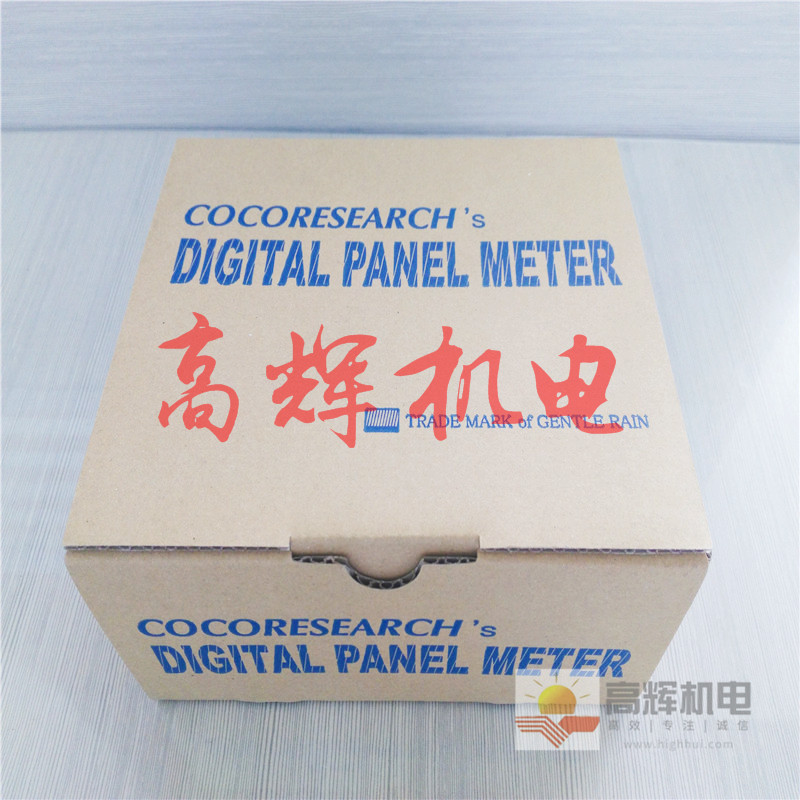 COCORESEARCH's
DIGITAL PANEL METER
高辉机电
TRADE MARK of GENTLE RAIN
COCORESEARCH's
DIGITAL PANEL METER
高辉机电
高效|专注|诚信
www.highhui.com